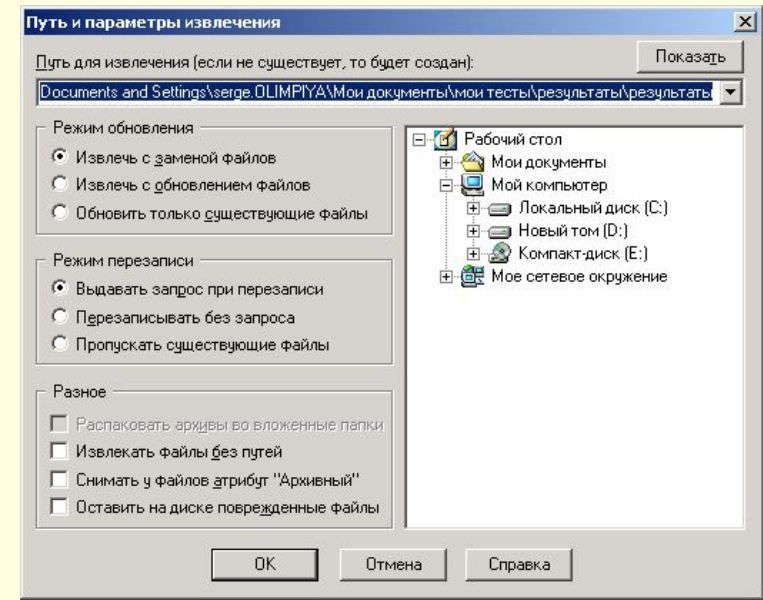 Путь и параметры извлечения
Путь для извлечения (если не существует, то будет создан):
Показать
Documents and Settings\serge.OLIMPIYA\Мои документы\мои тесты\результаты\результаты
Режим обновления
Извлечь с заменой файлов
Извлечь с обновлением файлов
Обновить только существующие файлы
Режим перезаписи
Выдавать запрос при перезаписи
Перезаписывать без запроса
Пропускать существующие файлы
Разное
Распаковать архивы во вложенные папки
Извлекать файлы без путей
Снимать у файлов атрибут "Архивный"
Оставить на диске поврежденные файлы
Рабочий стол
Мои документы
Мой компьютер
Локальный диск (C:)
Новый том (D:)
Компакт-диск (E:)
Мое сетевое окружение
OK
Отмена
Справка